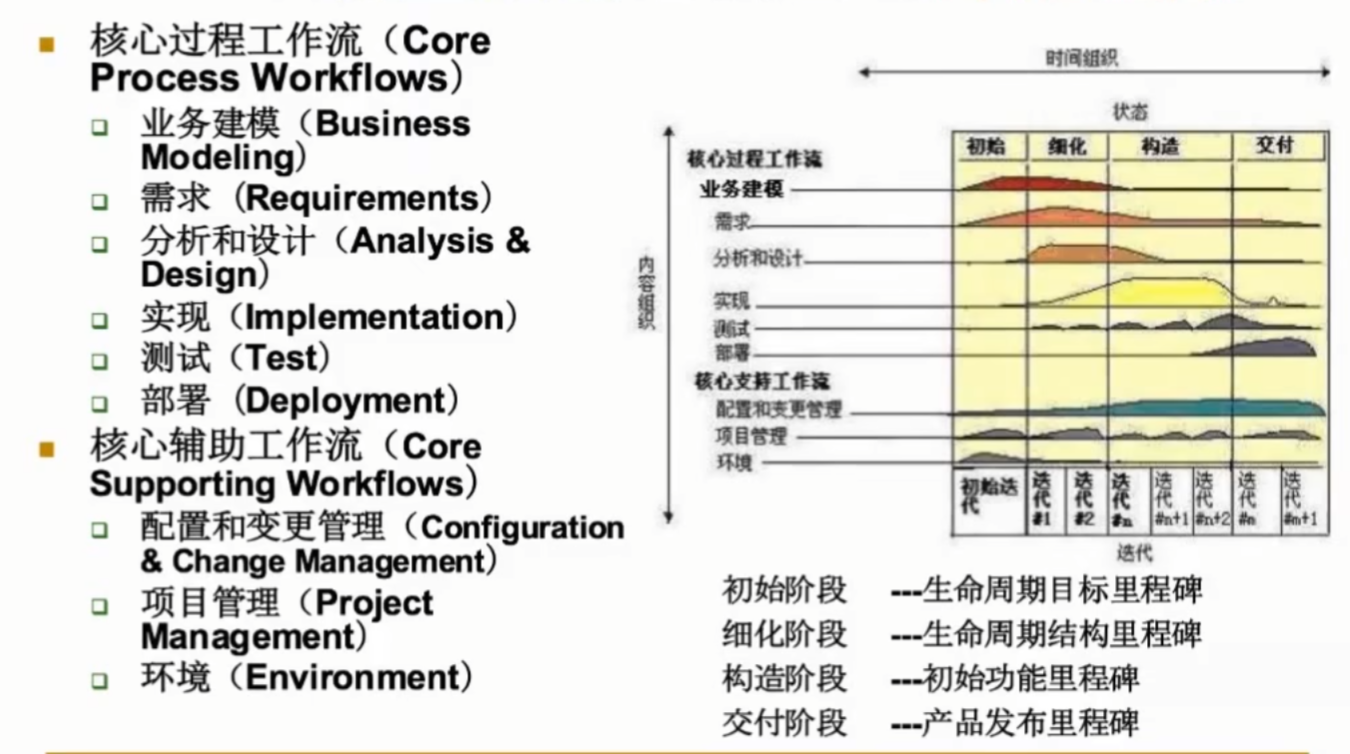 核心过程工作流（Core
Process Workflows）
业务建模（Business
Modeling）
需求 (Requirements）
分析和设计（Analysis &
Design）
实现（Implementation）
测试（Test）
部署 (Deployment）
核心辅助工作流（Core
Supporting Workflows）
配置和变更管理（Configuration
& Change Management）
项目管理（Project
Management）
环境（Environment）
时间组织
状态
初始 细化 构造 交付
内容组织
核心过程工作流
业务建模
需求
分析和设计
实现
测试
部署
核心支持工作流
配置和变更管理
项目管理
环境
初始迭代
迭代#1
迭代#2
迭代#n
迭代#n+1
迭代#n+2
迭代#m
迭代#m+1
迭代
初始阶段 ---生命周期目标里程碑
细化阶段 ---生命周期结构里程碑
构造阶段 ---初始功能里程碑
交付阶段 ---产品发布里程碑